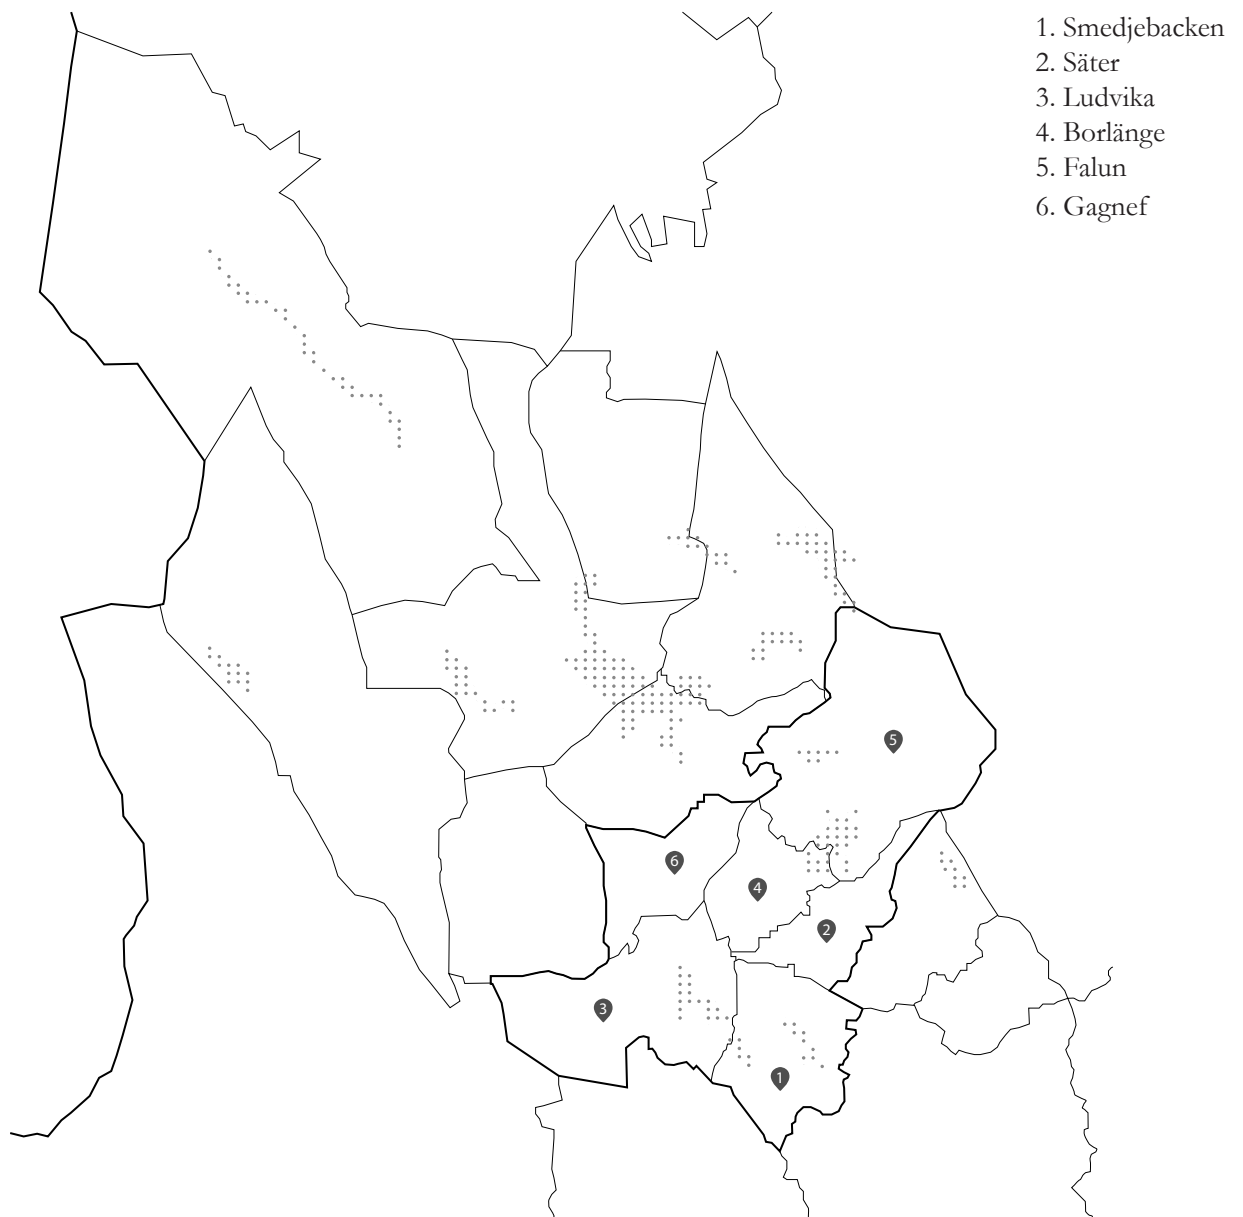 1. Smedjebacken
2. Säter
3. Ludvika
4. Borlänge
5. Falun
6. Gagnef
5
6
4
2
3
1